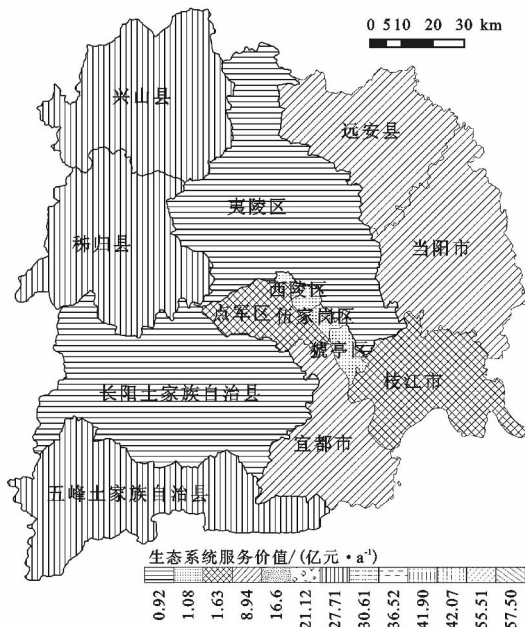 0 510 20 30 km
兴山县
远安县
夷陵区
秭归县
当阳市
西陵区
点军区
伍家岗区
猇亭区
枝江市
长阳土家族自治县
宜都市
五峰土家族自治县
生态系统服务价值/(亿元·a⁻¹)
0.92 1.08 1.63 8.94 16.6 21.12 27.71 30.61 36.52 41.90 42.07 55.51 57.50